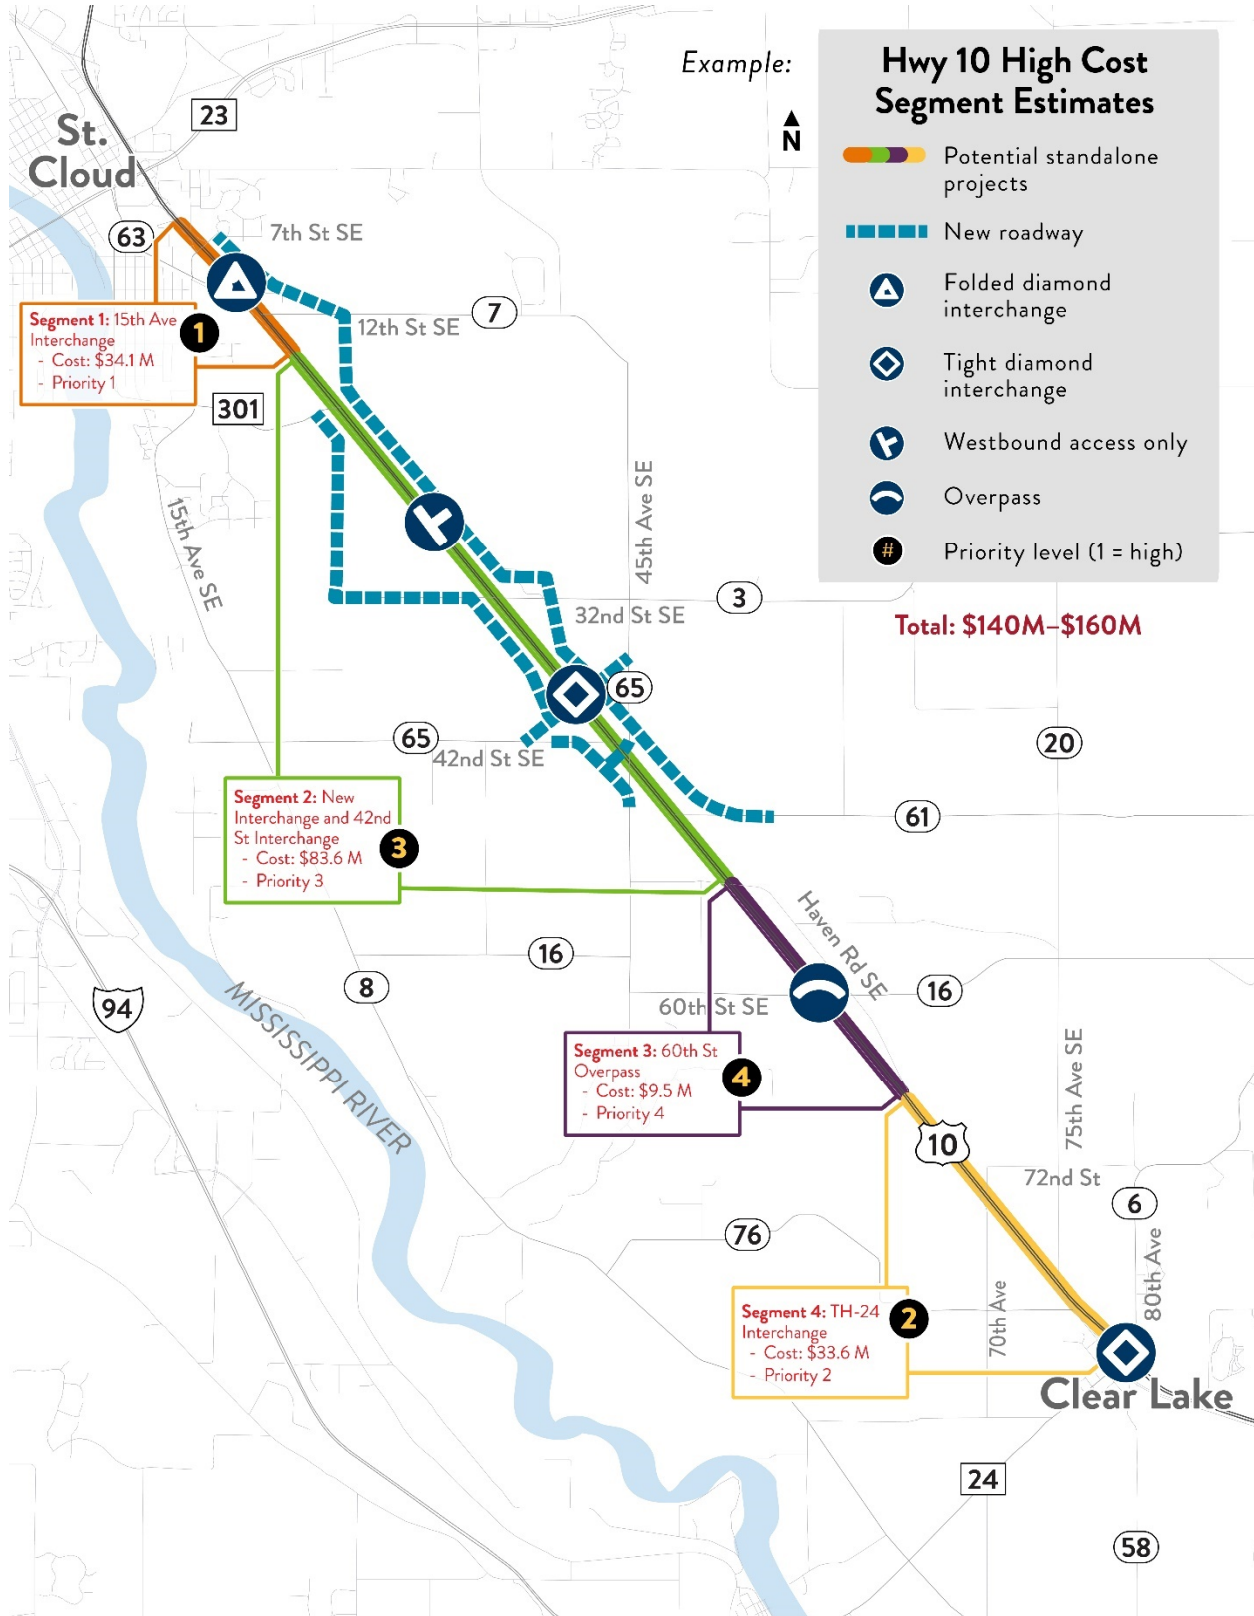 Example:
Hwy 10 High Cost
Segment Estimates
N
Potential standalone
projects
New roadway
Folded diamond
interchange
Tight diamond
interchange
Westbound access only
Overpass
#
Priority level (1 = high)
Total: $140M–$160M
23
St.
Cloud
63
7th St SE
7
12th St SE
Segment 1: 15th Ave
Interchange
- Cost: $34.1 M
- Priority 1
1
301
15th Ave SE
45th Ave SE
3
32nd St SE
65
65
42nd St SE
20
61
Segment 2: New
Interchange and 42nd
St Interchange
- Cost: $83.6 M
- Priority 3
3
Haven Rd SE
16
8
16
60th St SE
94
MISSISSIPPI RIVER
Segment 3: 60th St
Overpass
- Cost: $9.5 M
- Priority 4
4
75th Ave SE
10
72nd St
6
76
80th Ave
70th Ave
Segment 4: TH-24
Interchange
- Cost: $33.6 M
- Priority 2
2
Clear Lake
24
58